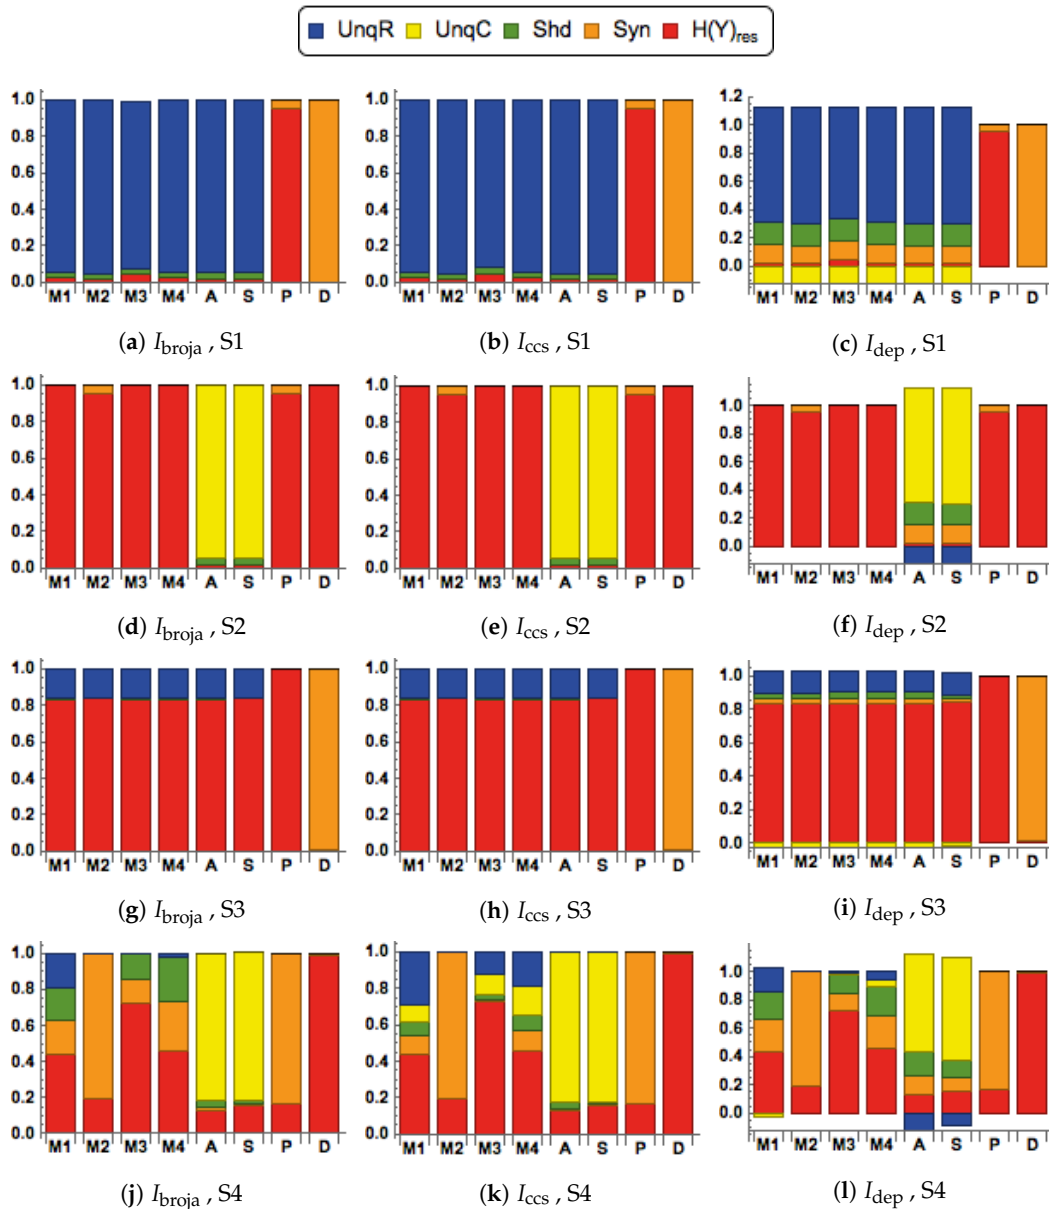 UnqR UnqC Shd Syn H(Y)res
1.0 1.0 1.2
0.8 0.8 1.0
0.6 0.6 0.8
0.4 0.4 0.6
0.2 0.2 0.4
0.0 0.0 0.2
0.0
M1 M2 M3 M4 A S P D M1 M2 M3 M4 A S P D M1 M2 M3 M4 A S P D
(a) Ibroja , S1 (b) Iccs , S1 (c) Idep , S1
1.0 1.0 1.0
0.8 0.8 0.8
0.6 0.6 0.6
0.4 0.4 0.4
0.2 0.2 0.2
0.0 0.0 0.0
M1 M2 M3 M4 A S P D M1 M2 M3 M4 A S P D M1 M2 M3 M4 A S P D
(d) Ibroja , S2 (e) Iccs , S2 (f) Idep , S2
1.0 1.0 1.0
0.8 0.8 0.8
0.6 0.6 0.6
0.4 0.4 0.4
0.2 0.2 0.2
0.0 0.0 0.0
M1 M2 M3 M4 A S P D M1 M2 M3 M4 A S P D M1 M2 M3 M4 A S P D
(g) Ibroja , S3 (h) Iccs , S3 (i) Idep , S3
1.0 1.0 1.0
0.8 0.8 0.8
0.6 0.6 0.6
0.4 0.4 0.4
0.2 0.2 0.2
0.0 0.0 0.0
M1 M2 M3 M4 A S P D M1 M2 M3 M4 A S P D M1 M2 M3 M4 A S P D
(j) Ibroja , S4 (k) Iccs , S4 (l) Idep , S4